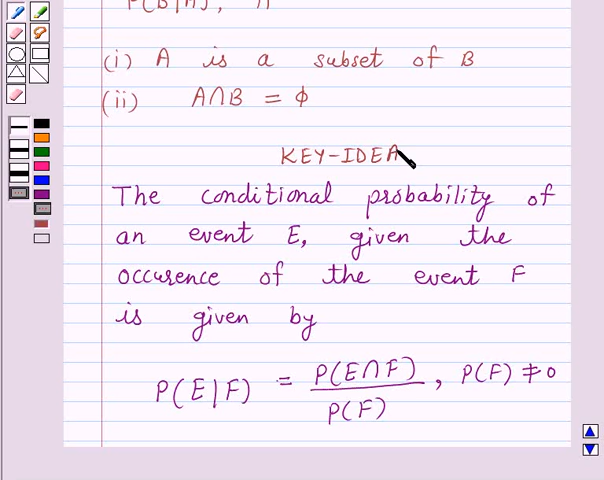 P(B|A), if
(i) A is a subset of B
(ii) A∩B = ϕ
KEY-IDEA
The conditional probability of
an event E, given the
occurence of the event F
is given by
P(E|F) = P(E∩F)/P(F), P(F) ≠ 0